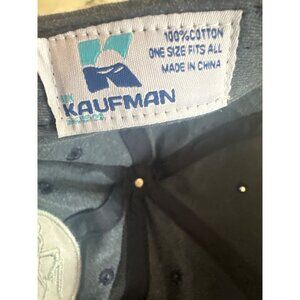 K
100% COTTON
ONE SIZE FITS ALL
MADE IN CHINA
KAUFMAN